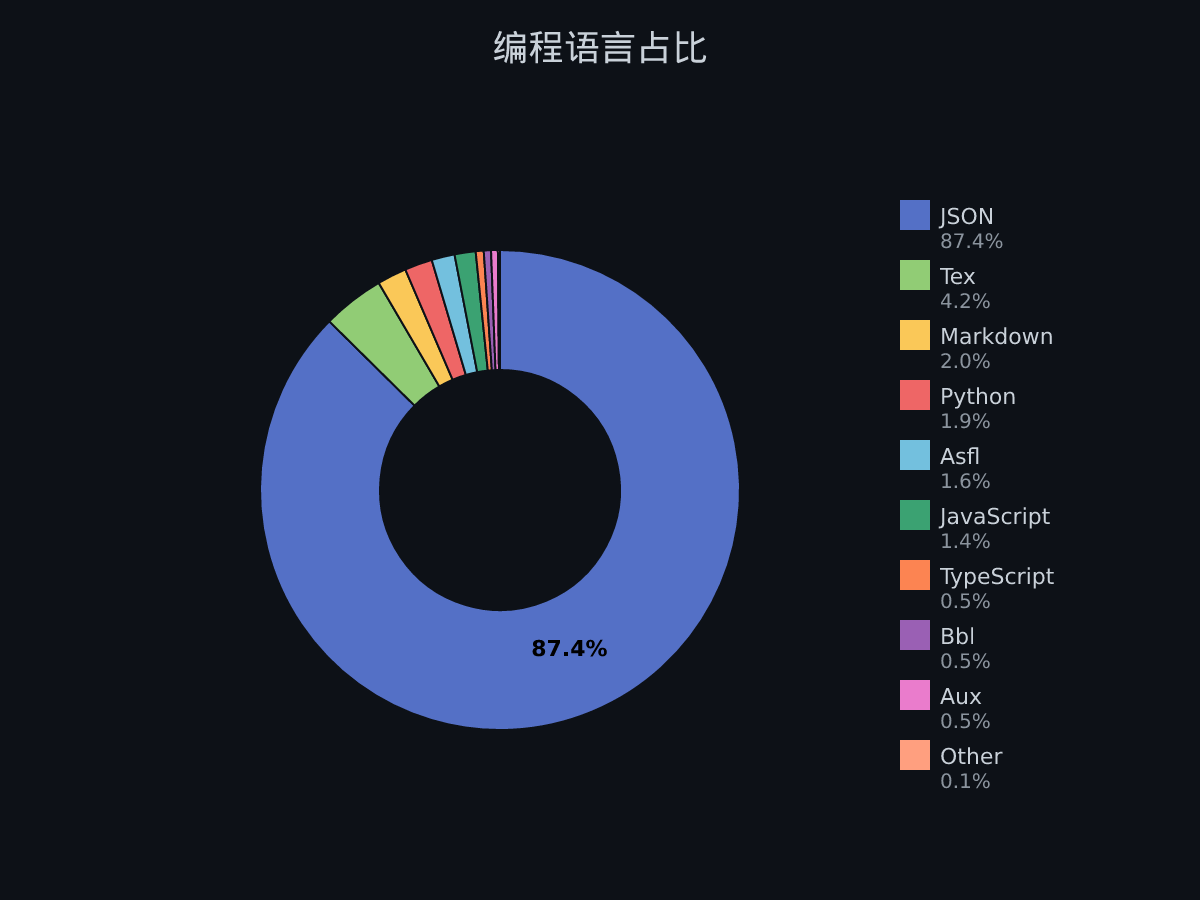 编程语言占比
JSON
87.4%
Tex
4.2%
Markdown
2.0%
Python
1.9%
Asfl
1.6%
JavaScript
1.4%
TypeScript
0.5%
Bbl
0.5%
Aux
0.5%
Other
0.1%
87.4%